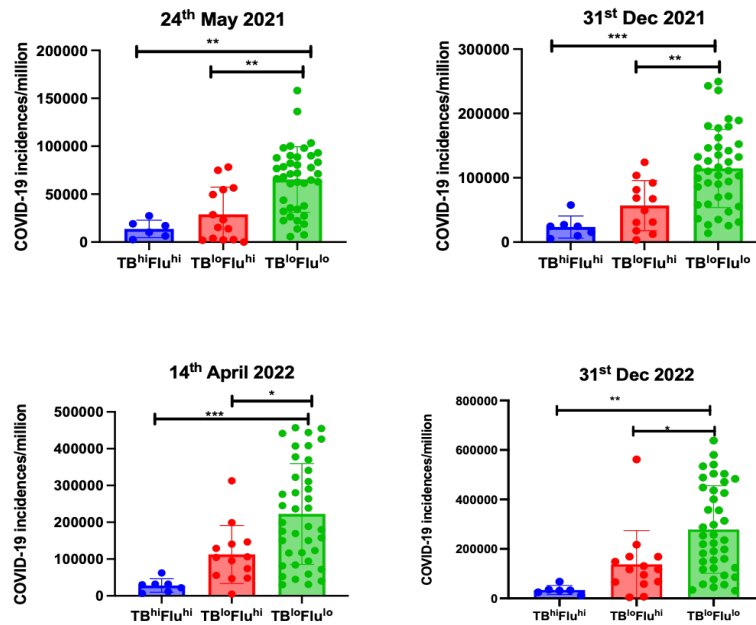 24th May 2021
COVID-19 incidences/million
200000
150000
100000
50000
0
**
**
TBhiFluhi
TBloFluhi
TBloFlulo
31st Dec 2021
COVID-19 incidences/million
300000
200000
100000
0
***
**
TBhiFluhi
TBloFluhi
TBloFlulo
14th April 2022
COVID-19 incidences/million
500000
400000
300000
200000
100000
0
*
***
TBhiFluhi
TBloFluhi
TBloFlulo
31st Dec 2022
COVID-19 incidences/million
800000
600000
400000
200000
0
**
*
TBhiFluhi
TBloFluhi
TBloFlulo